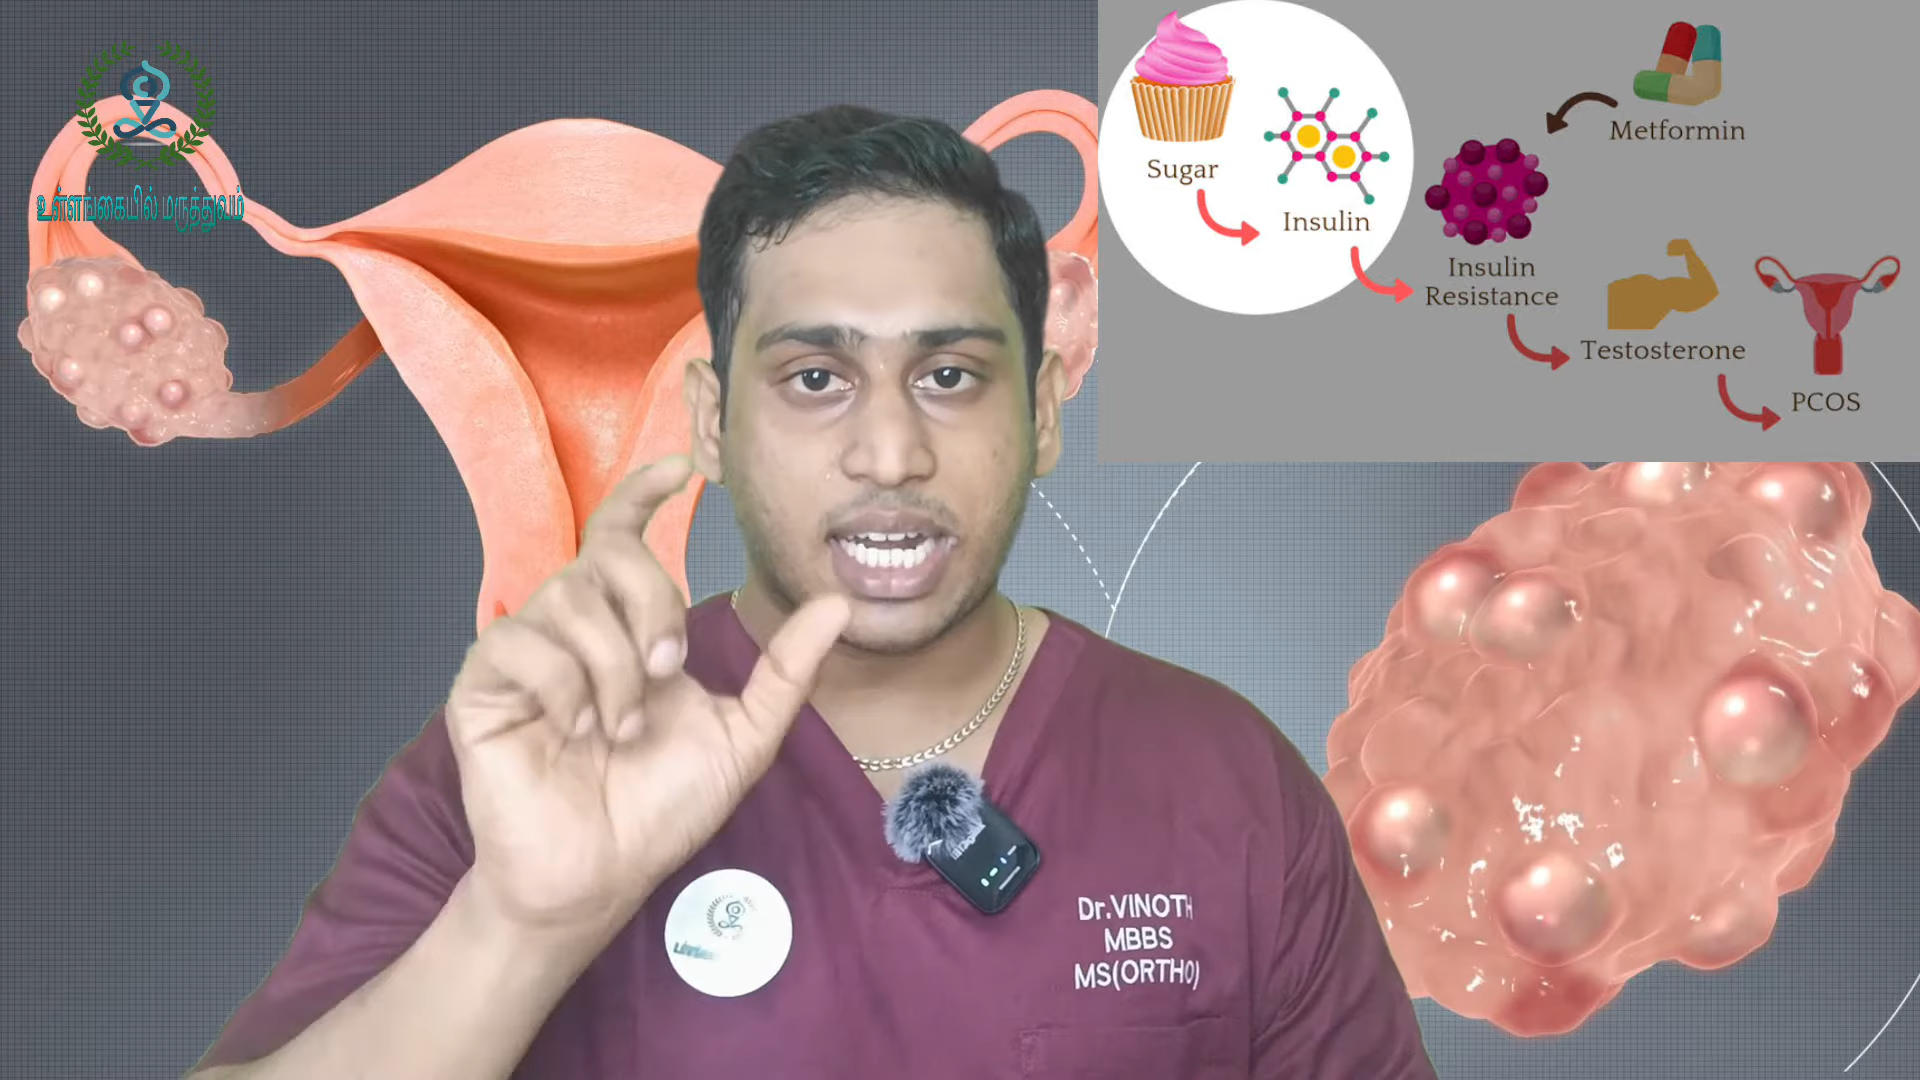 உள்ளங்கையில் மருத்துவம்
Sugar
Insulin
Insulin
Resistance
Metformin
Testosterone
PCOS
Dr.VINOTH
MBBS
MS(ORTHO)